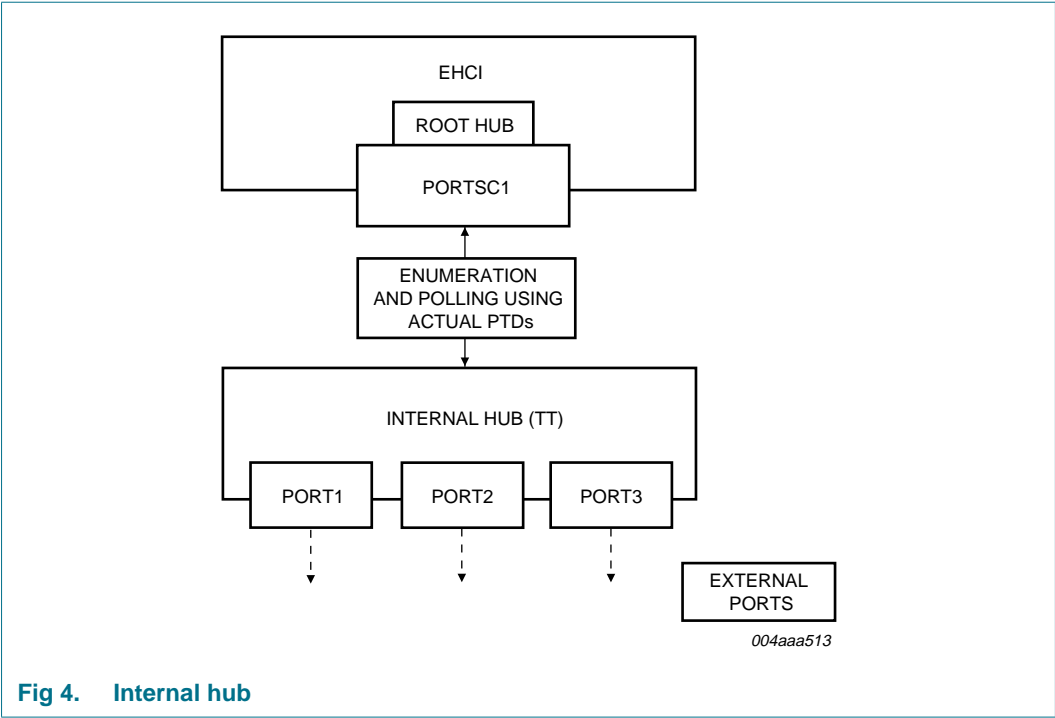 EHCI
ROOT HUB
PORTSC1
ENUMERATION
AND POLLING USING
ACTUAL PTDs
INTERNAL HUB (TT)
PORT1 PORT2 PORT3
EXTERNAL
PORTS
004aaa513
Fig 4. Internal hub